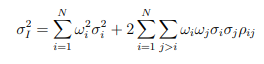 σ_I^2 = \sum_{i=1}^{N} ω_i^2 σ_i^2 + 2 \sum_{i=1}^{N} \sum_{j>i} ω_i ω_j σ_i σ_j ρ_{ij}